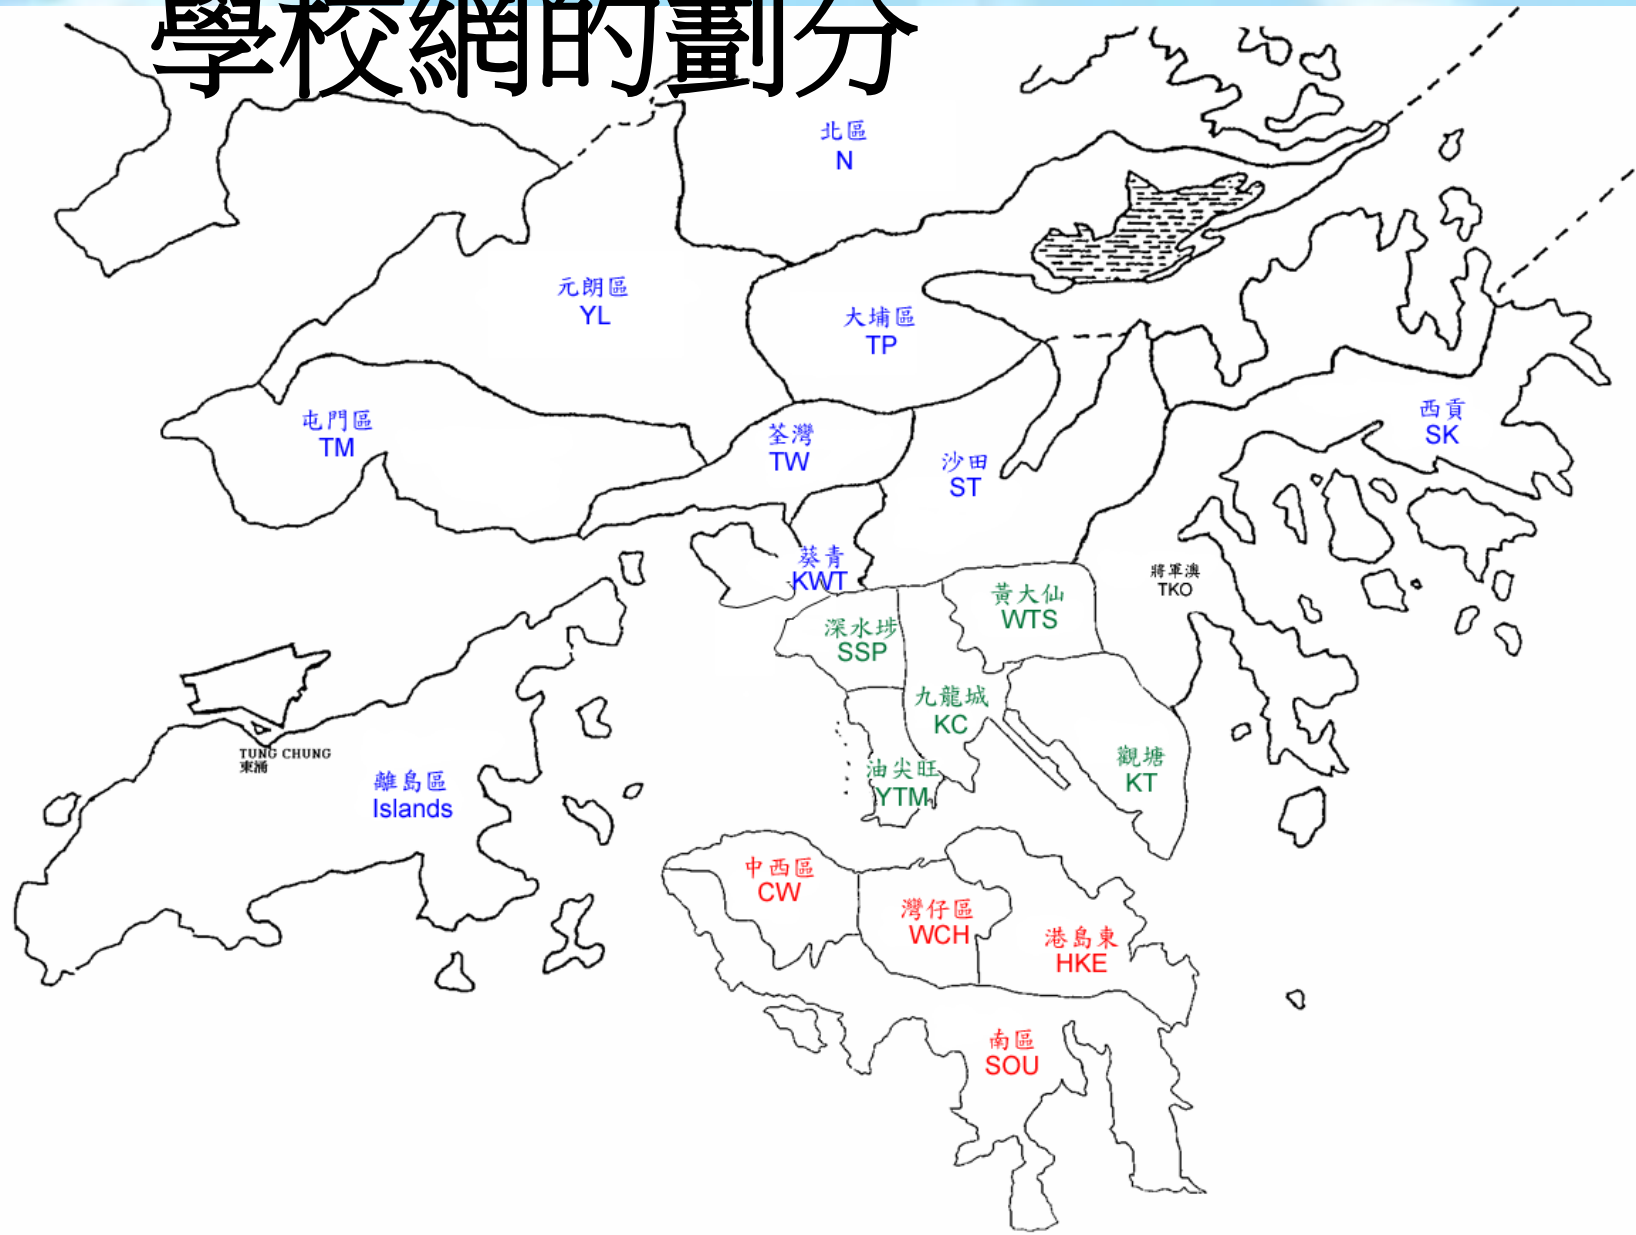 學校網的劃分
北區
N
元朗區
YL
大埔區
TP
屯門區
TM
荃灣
TW
沙田
ST
西貢
SK
葵青
KWT
將軍澳
TKO
黃大仙
WTS
深水埗
SSP
九龍城
KC
觀塘
KT
油尖旺
YTM
TUNG CHUNG
東涌
離島區
Islands
中西區
CW
灣仔區
WCH
港島東
HKE
南區
SOU